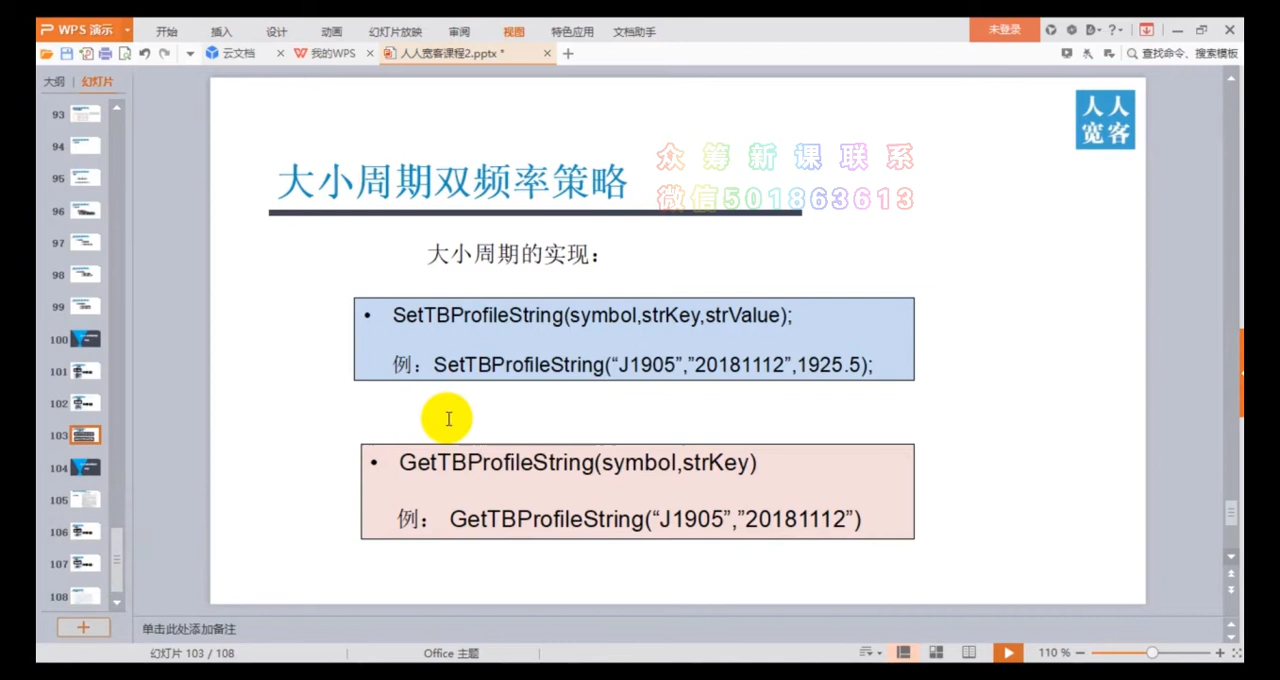 WPS 演示
开始
插入
设计
动画
幻灯片放映
审阅
视图
特色应用
文档助手
未登录
云文档
我的WPS
人人宽客课程2.pptx *
查找命令、搜索模板
大纲
幻灯片
93
94
95
96
97
98
99
100
101
102
103
104
105
106
107
108
人人
宽客
众筹新课联系
微信501863613
大小周期双频率策略
大小周期的实现：
• SetTBProfileString(symbol,strKey,strValue);
例：SetTBProfileString(“J1905”,”20181112”,1925.5);
• GetTBProfileString(symbol,strKey)
例： GetTBProfileString(“J1905”,”20181112”)
单击此处添加备注
幻灯片 103 / 108
Office 主题
110 %